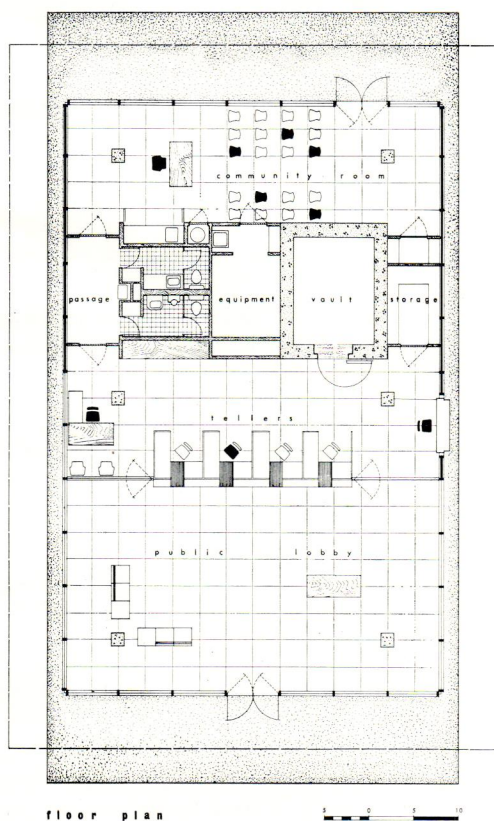 community room
passage
equipment
vault
storage
tellers
public lobby
floor plan
5 0 5 10